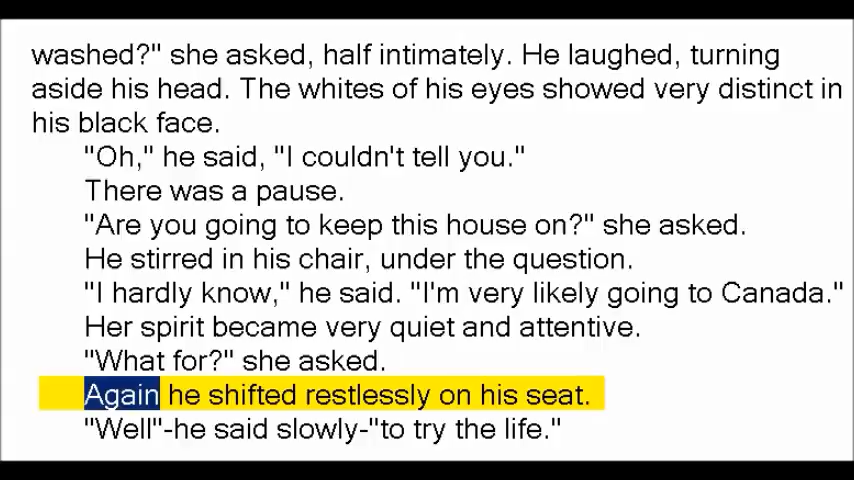 washed?" she asked, half intimately. He laughed, turning
aside his head. The whites of his eyes showed very distinct in
his black face.
"Oh," he said, "I couldn't tell you."
There was a pause.
"Are you going to keep this house on?" she asked.
He stirred in his chair, under the question.
"I hardly know," he said. "I'm very likely going to Canada."
Her spirit became very quiet and attentive.
"What for?" she asked.
Again he shifted restlessly on his seat.
"Well"-he said slowly-"to try the life."